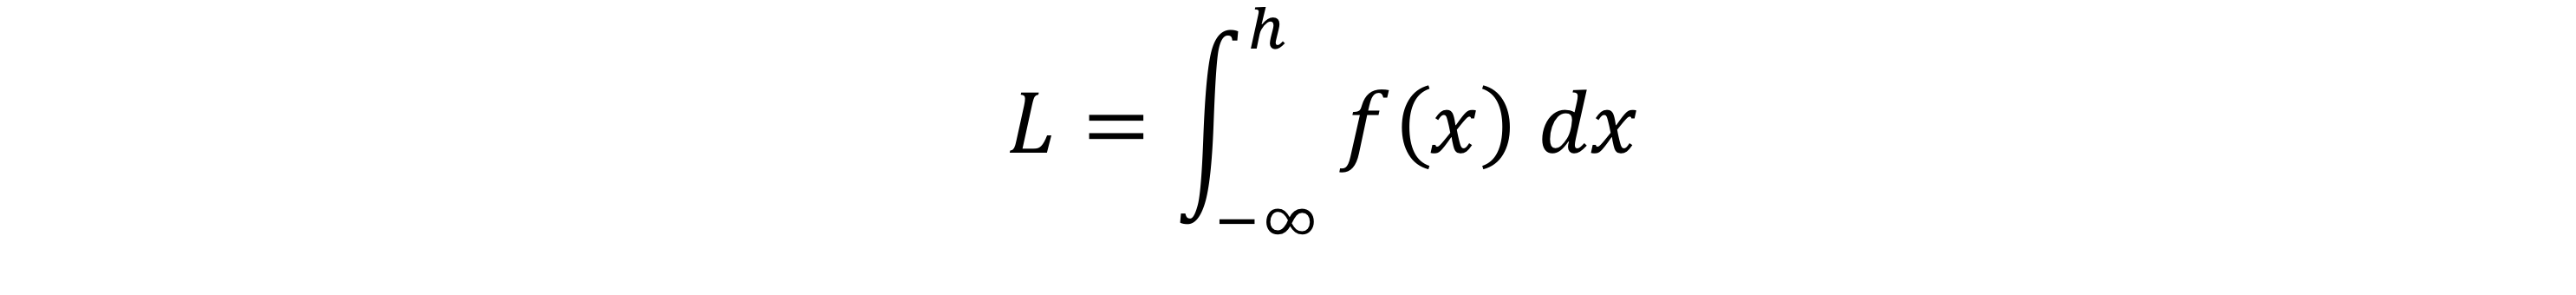 L = ∫_{-∞}^{h} f(x) dx